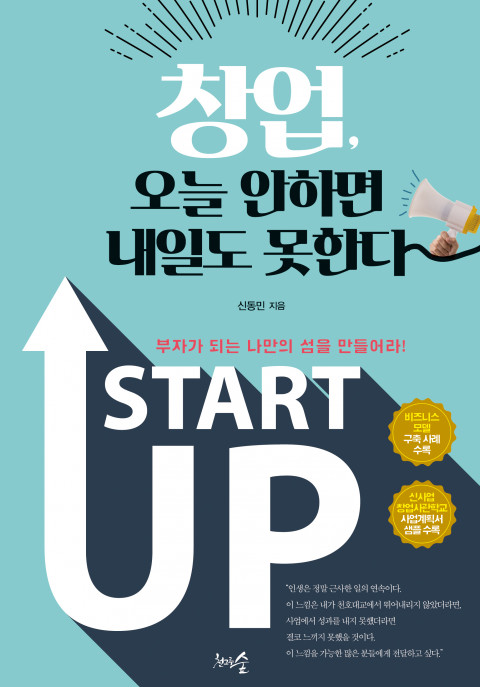 창업,
오늘 안하면
내일도 못한다
신동민 지음
부자가 되는 나만의 섬을 만들어라!
START
UP
비즈니스
모델
구축 사례
수록
신사업
창업사관학교
사업계획서
샘플 수록
“인생은 정말 근사한 일의 연속이다.
이 느낌은 내가 천호대교에서 뛰어내리지 않았더라면,
사업에서 성과를 내지 못했더라면
결코 느끼지 못했을 것이다.
이 느낌을 가능한 많은 분들에게 전달하고 싶다.”
천그루숲